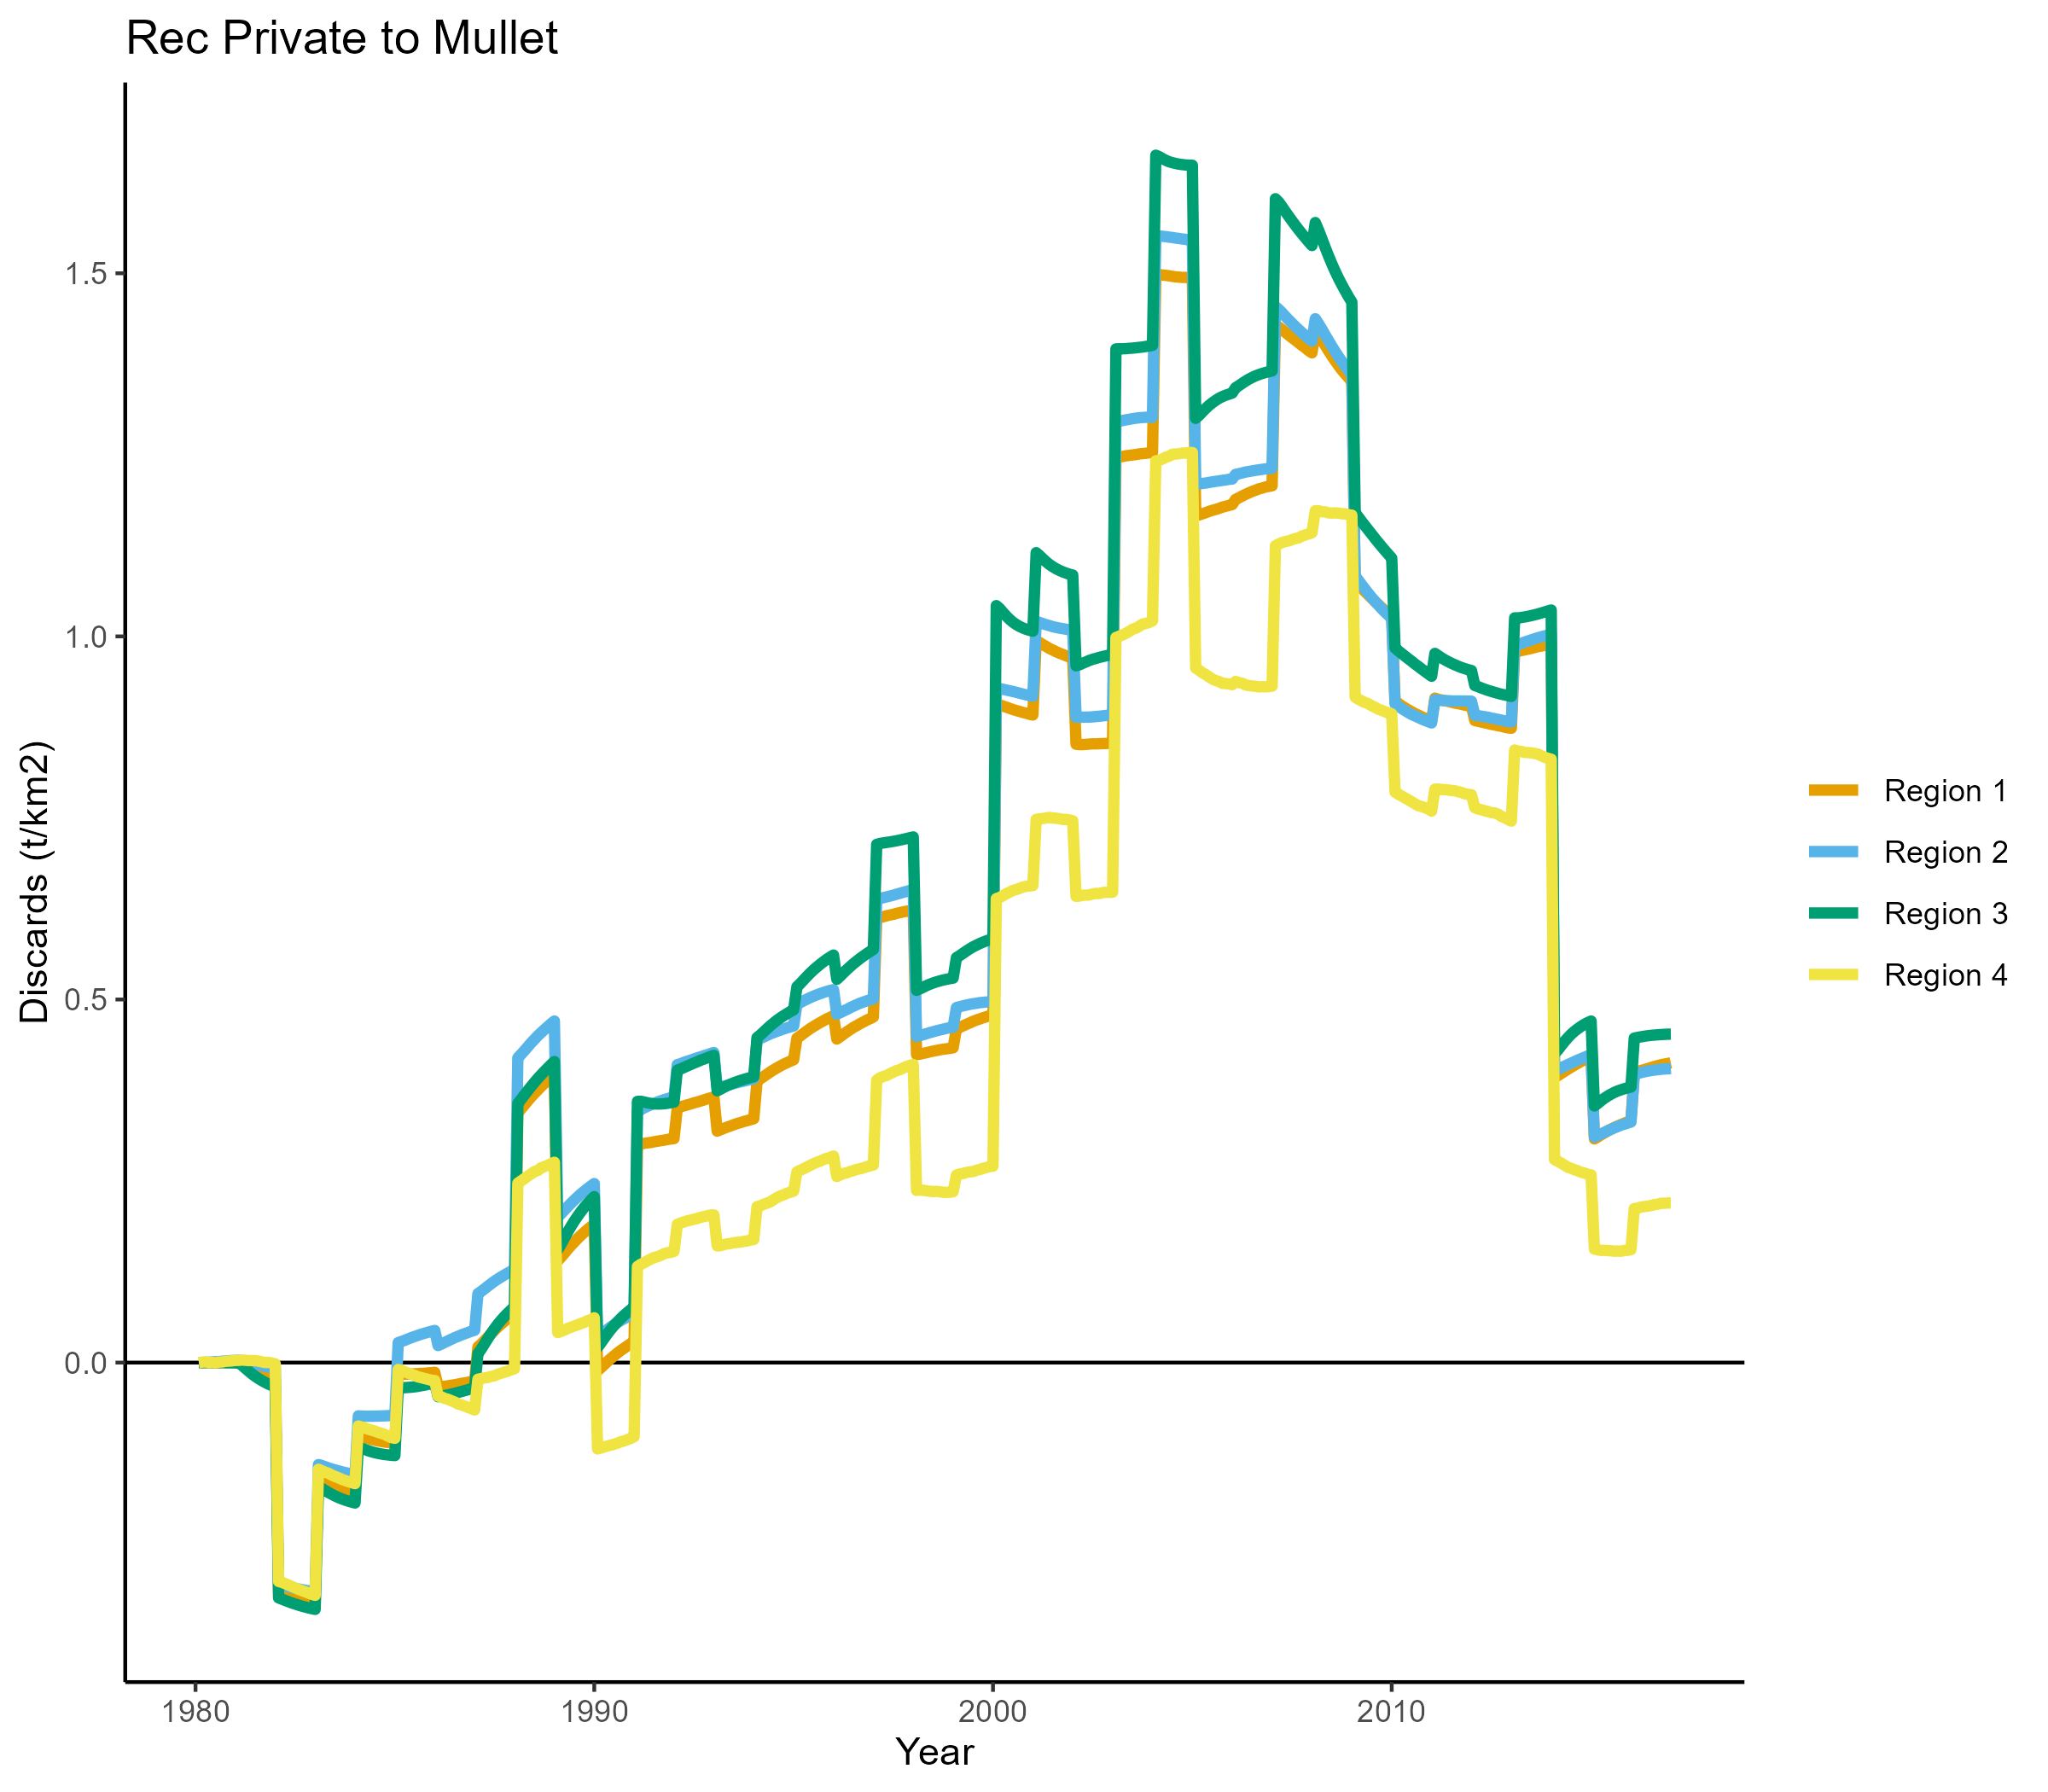 Rec Private to Mullet
Discards (t/km2)
1.5
1.0
0.5
0.0
1980
1990
2000
2010
Year
Region 1
Region 2
Region 3
Region 4